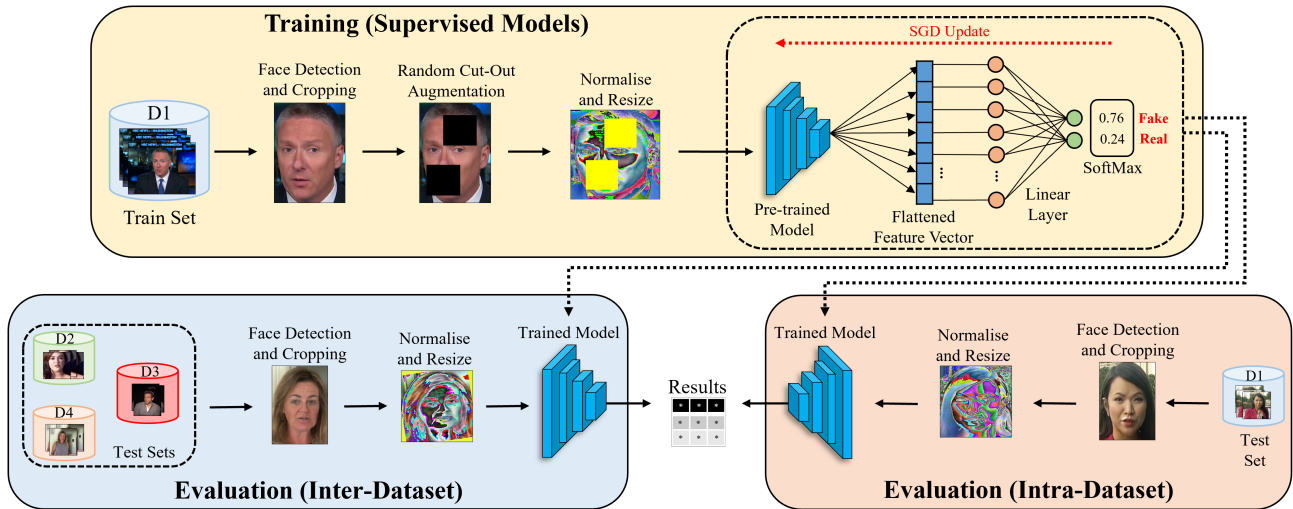 Training (Supervised Models)
SGD Update
Face Detection
and Cropping
Random Cut-Out
Augmentation
Normalise
and Resize
D1
Train Set
Pre-trained
Model
Flattened
Feature Vector
Linear
Layer
0.76 Fake
0.24 Real
SoftMax
D2
D3
D4
Test Sets
Face Detection
and Cropping
Normalise
and Resize
Trained Model
Evaluation (Inter-Dataset)
Results
Trained Model
Normalise
and Resize
Face Detection
and Cropping
D1
Test
Set
Evaluation (Intra-Dataset)